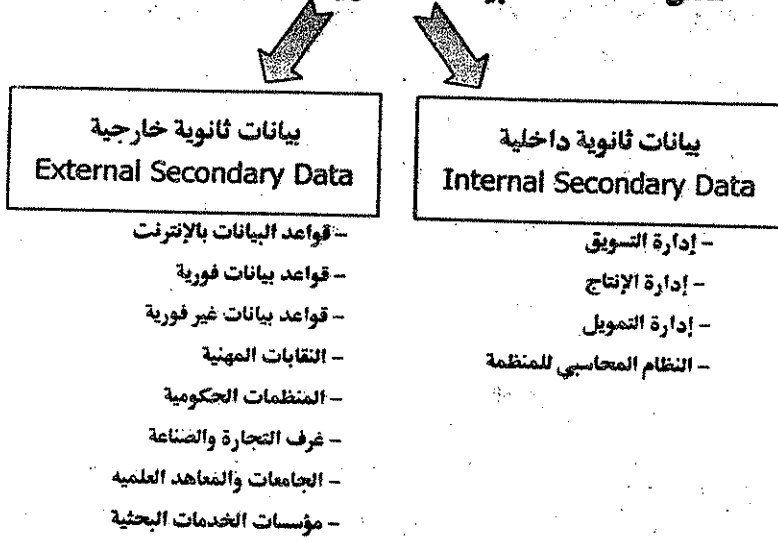 بيانات ثانوية داخلية
Internal Secondary Data
– إدارة التسويق
– إدارة الإنتاج
– إدارة التمويل
– النظام المحاسبي للمنظمة
بيانات ثانوية خارجية
External Secondary Data
– قواعد البيانات بالإنترنت
– قواعد بيانات فورية
– قواعد بيانات غير فورية
– النقابات المهنية
– المنظمات الحكومية
– غرف التجارة والصناعة
– الجامعات والمعاهد العلميه
– مؤسسات الخدمات البحثية